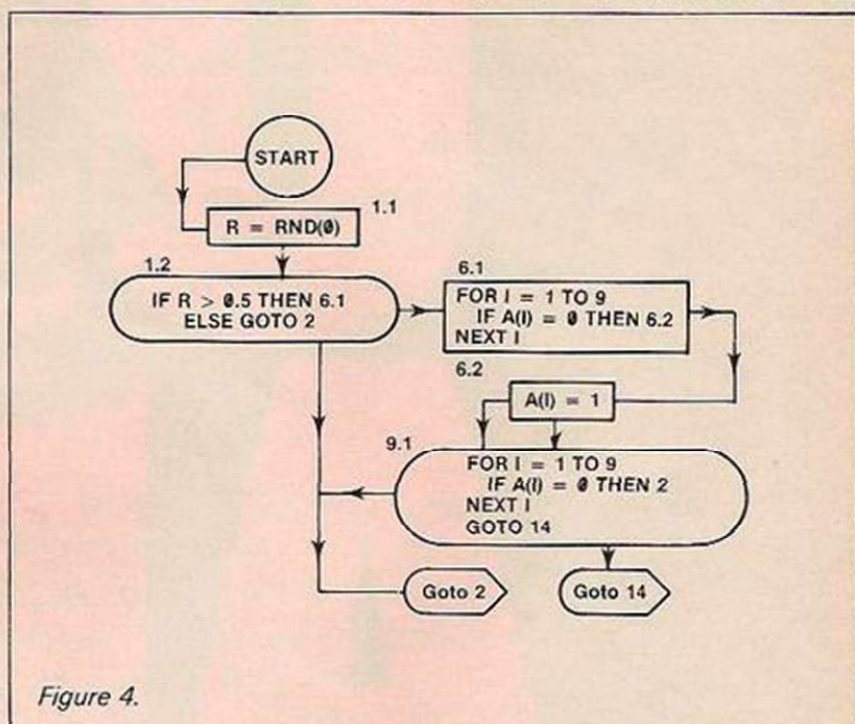 START
1.1
R = RND(0)
1.2
IF R > 0.5 THEN 6.1
ELSE GOTO 2
6.1
FOR I = 1 TO 9
IF A(I) = 0 THEN 6.2
NEXT I
6.2
A(I) = 1
9.1
FOR I = 1 TO 9
IF A(I) = 0 THEN 2
NEXT I
GOTO 14
Goto 2
Goto 14
Figure 4.